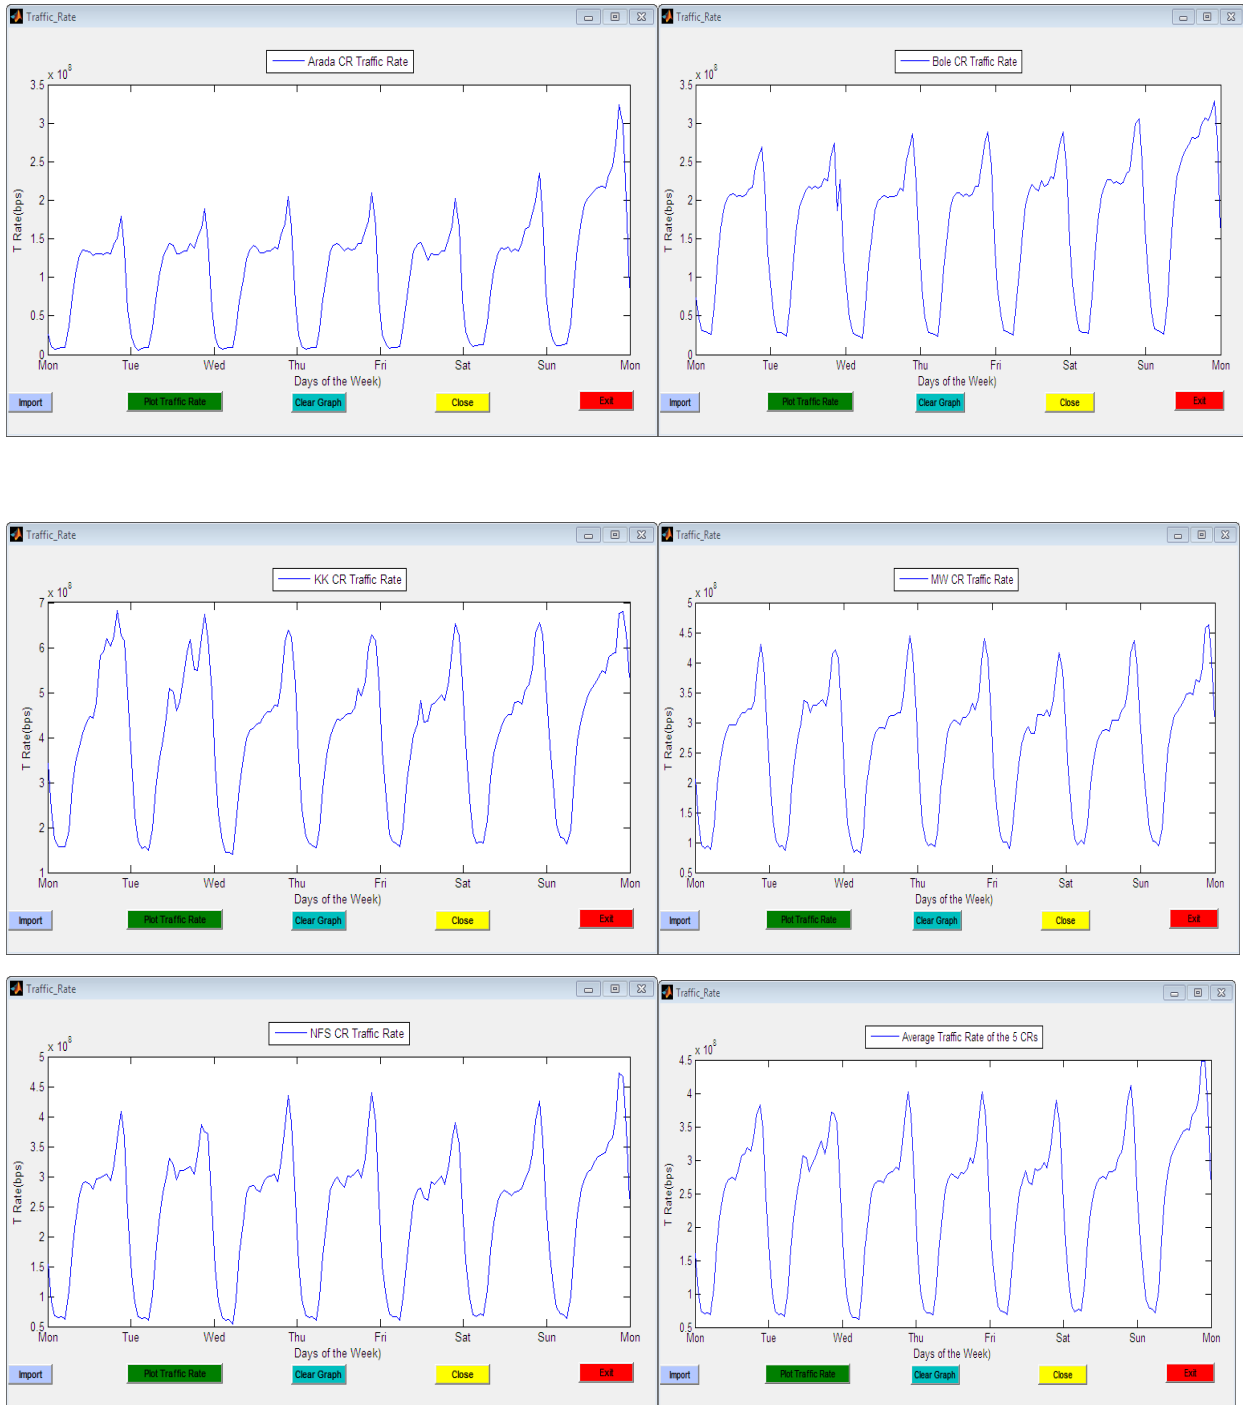 Traffic_Rate
Arada CR Traffic Rate
x 10^8
3.5
3
2.5
2
1.5
1
0.5
0
T Rate(bps)
Mon Tue Wed Thu Fri Sat Sun Mon
Days of the Week)
Import Plot Traffic Rate Clear Graph Close Exit
Traffic_Rate
Bole CR Traffic Rate
x 10^8
3.5
3
2.5
2
1.5
1
0.5
0
T Rate(bps)
Mon Tue Wed Thu Fri Sat Sun Mon
Days of the Week)
Import Plot Traffic Rate Clear Graph Close Exit
Traffic_Rate
KK CR Traffic Rate
x 10^8
7
6
5
4
3
2
1
T Rate(bps)
Mon Tue Wed Thu Fri Sat Sun Mon
Days of the Week)
Import Plot Traffic Rate Clear Graph Close Exit
Traffic_Rate
MW CR Traffic Rate
x 10^8
5
4.5
4
3.5
3
2.5
2
1.5
1
0.5
T Rate(bps)
Mon Tue Wed Thu Fri Sat Sun Mon
Days of the Week)
Import Plot Traffic Rate Clear Graph Close Exit
Traffic_Rate
NFS CR Traffic Rate
x 10^8
5
4.5
4
3.5
3
2.5
2
1.5
1
0.5
T Rate(bps)
Mon Tue Wed Thu Fri Sat Sun Mon
Days of the Week)
Import Plot Traffic Rate Clear Graph Close Exit
Traffic_Rate
Average Traffic Rate of the 5 CRs
x 10^8
4.5
4
3.5
3
2.5
2
1.5
1
0.5
T Rate(bps)
Mon Tue Wed Thu Fri Sat Sun Mon
Days of the Week)
Import Plot Traffic Rate Clear Graph Close Exit